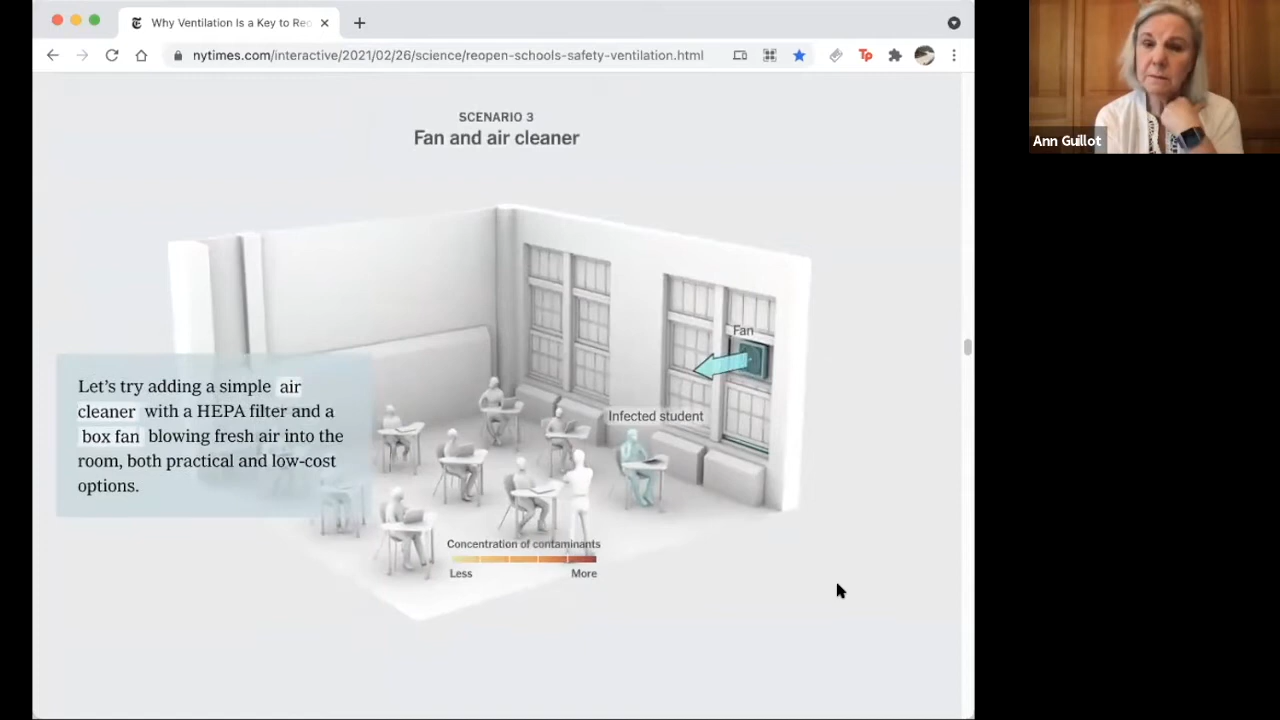 Why Ventilation Is a Key to Reo
nytimes.com/interactive/2021/02/26/science/reopen-schools-safety-ventilation.html
Tp
SCENARIO 3
Fan and air cleaner
Fan
Let's try adding a simple air
cleaner with a HEPA filter and a
box fan blowing fresh air into the
room, both practical and low-cost
options.
Infected student
Concentration of contaminants
Less More
Ann Guillot